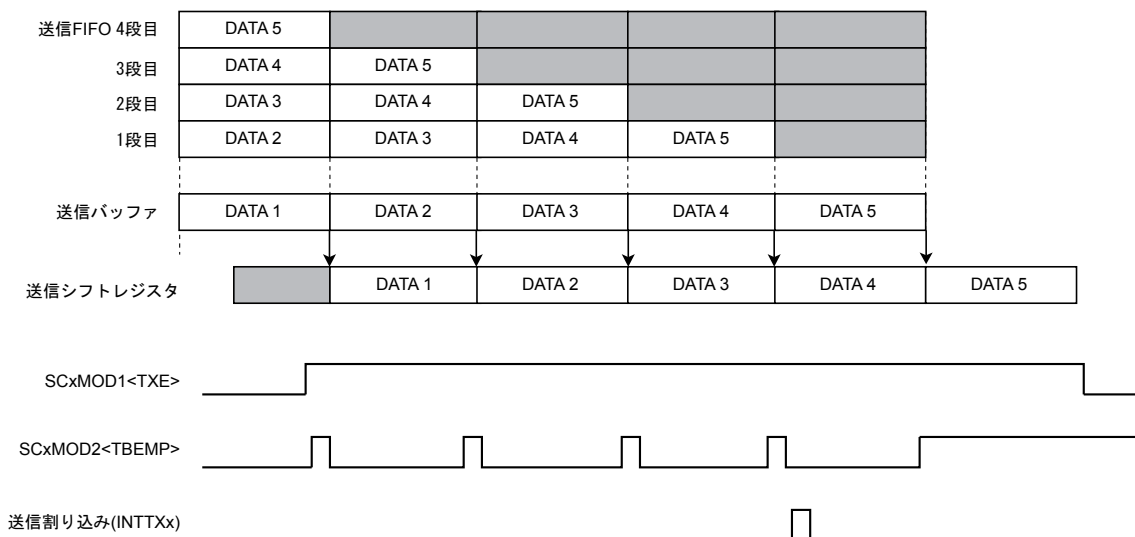 送信FIFO 4段目 DATA 5
3段目 DATA 4 DATA 5
2段目 DATA 3 DATA 4 DATA 5
1段目 DATA 2 DATA 3 DATA 4 DATA 5
送信バッファ DATA 1 DATA 2 DATA 3 DATA 4 DATA 5
送信シフトレジスタ DATA 1 DATA 2 DATA 3 DATA 4 DATA 5
SCxMOD1<TXE>
SCxMOD2<TBEMP>
送信割り込み(INTTXx)